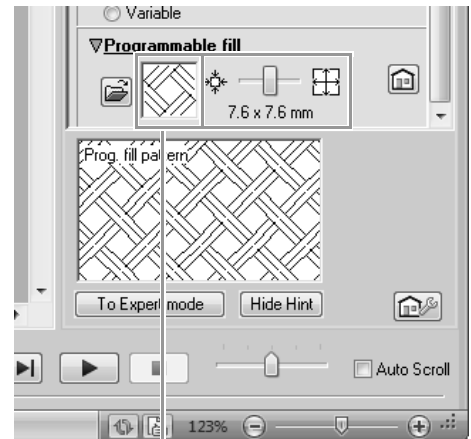 Variable
▽Programmable fill
7.6 x 7.6 mm
Prog. fill pattern
To Expert mode
Hide Hint
Auto Scroll
123%